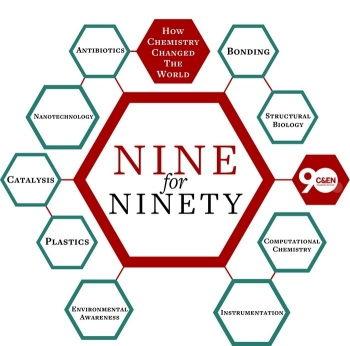 How
Chemistry
Changed
The
World
Antibiotics
Bonding
Nanotechnology
Structural
Biology
NINE
for
NINETY
Catalysis
90
C&EN
Plastics
Computational
Chemistry
Environmental
Awareness
Instrumentation